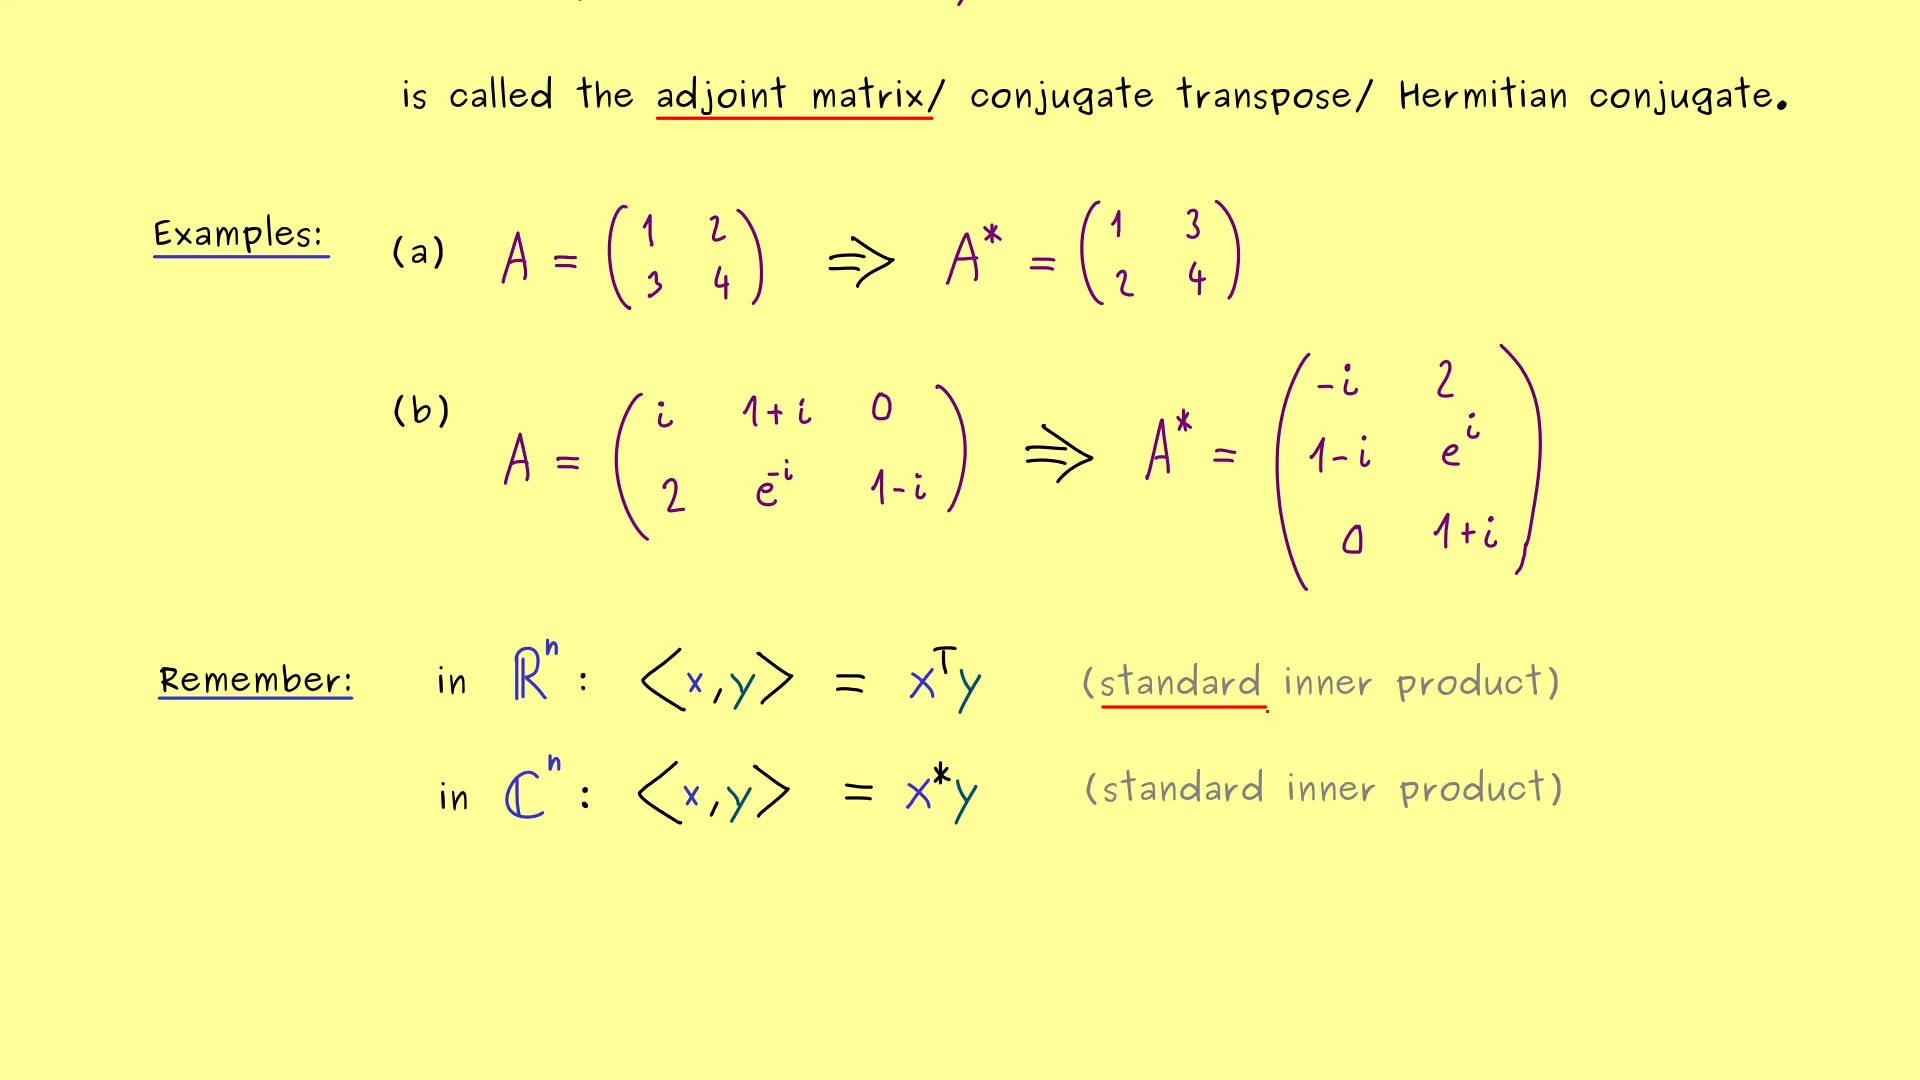 is called the adjoint matrix/ conjugate transpose/ Hermitian conjugate.
Examples: (a) A = ( 1 2 ; 3 4 ) ⇒ A* = ( 1 3 ; 2 4 )
(b) A = ( i 1+i 0 ; 2 e^{-i} 1-i ) ⇒ A* = ( -i 2 ; 1-i e^{i} ; 0 1+i )
Remember: in ℝⁿ : <x,y> = xᵀy (standard inner product)
in ℂⁿ : <x,y> = x*y (standard inner product)